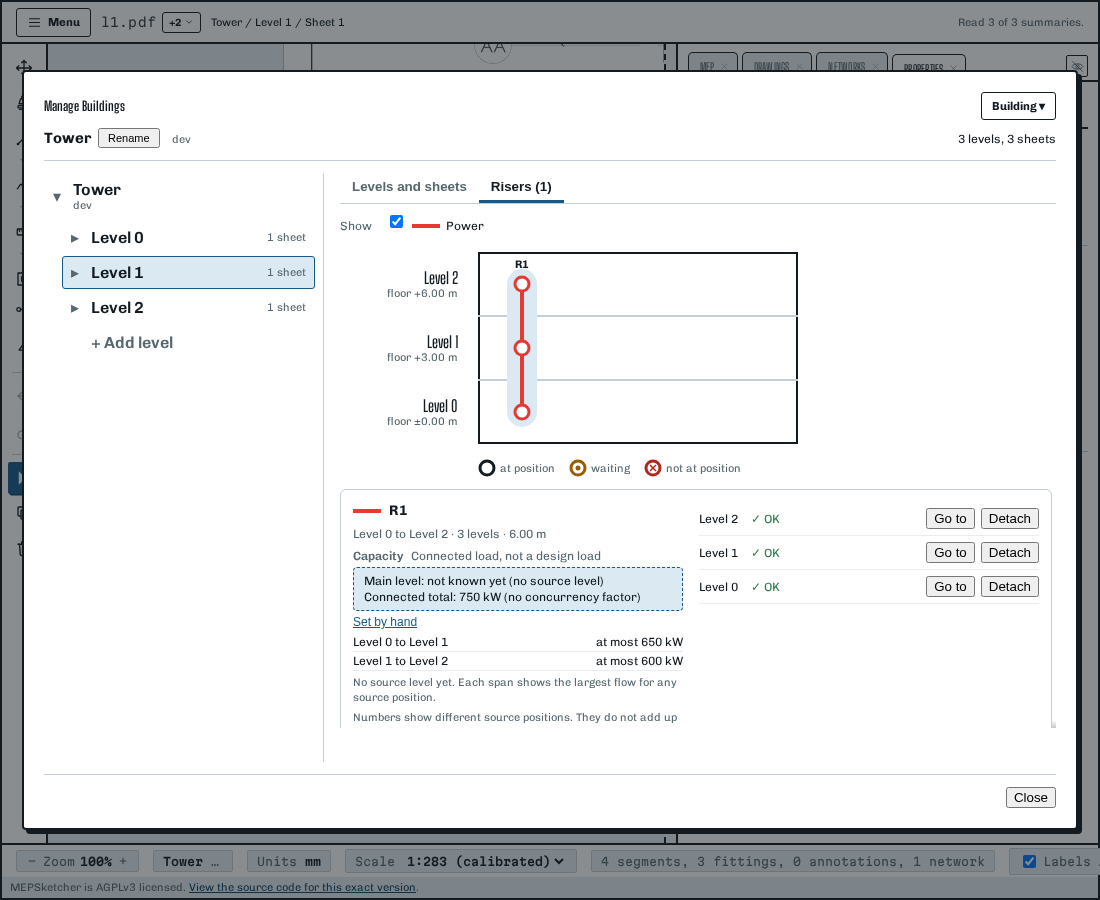 Menu
l1.pdf
+2
Tower / Level 1 / Sheet 1
Read 3 of 3 summaries.
AA
MEP
DRAWINGS
NETWORKS
PROPERTIES
Manage Buildings
Building▾
Tower
Rename
dev
3 levels, 3 sheets
▼ Tower
dev
▶ Level 0
1 sheet
▶ Level 1
1 sheet
▶ Level 2
1 sheet
+ Add level
Levels and sheets
Risers (1)
Show
Power
R1
Level 2
floor +6.00 m
Level 1
floor +3.00 m
Level 0
floor ±0.00 m
at position
waiting
not at position
R1
Level 0 to Level 2 · 3 levels · 6.00 m
Capacity Connected load, not a design load
Main level: not known yet (no source level)
Connected total: 750 kW (no concurrency factor)
Set by hand
Level 0 to Level 1
at most 650 kW
Level 1 to Level 2
at most 600 kW
No source level yet. Each span shows the largest flow for any
source position.
Numbers show different source positions. They do not add up
Level 2 ✓ OK
Go to
Detach
Level 1 ✓ OK
Go to
Detach
Level 0 ✓ OK
Go to
Detach
Close
− Zoom 100% +
Tower …
Units mm
Scale 1:283 (calibrated)
4 segments, 3 fittings, 0 annotations, 1 network
Labels
MEPSketcher is AGPLv3 licensed. View the source code for this exact version.